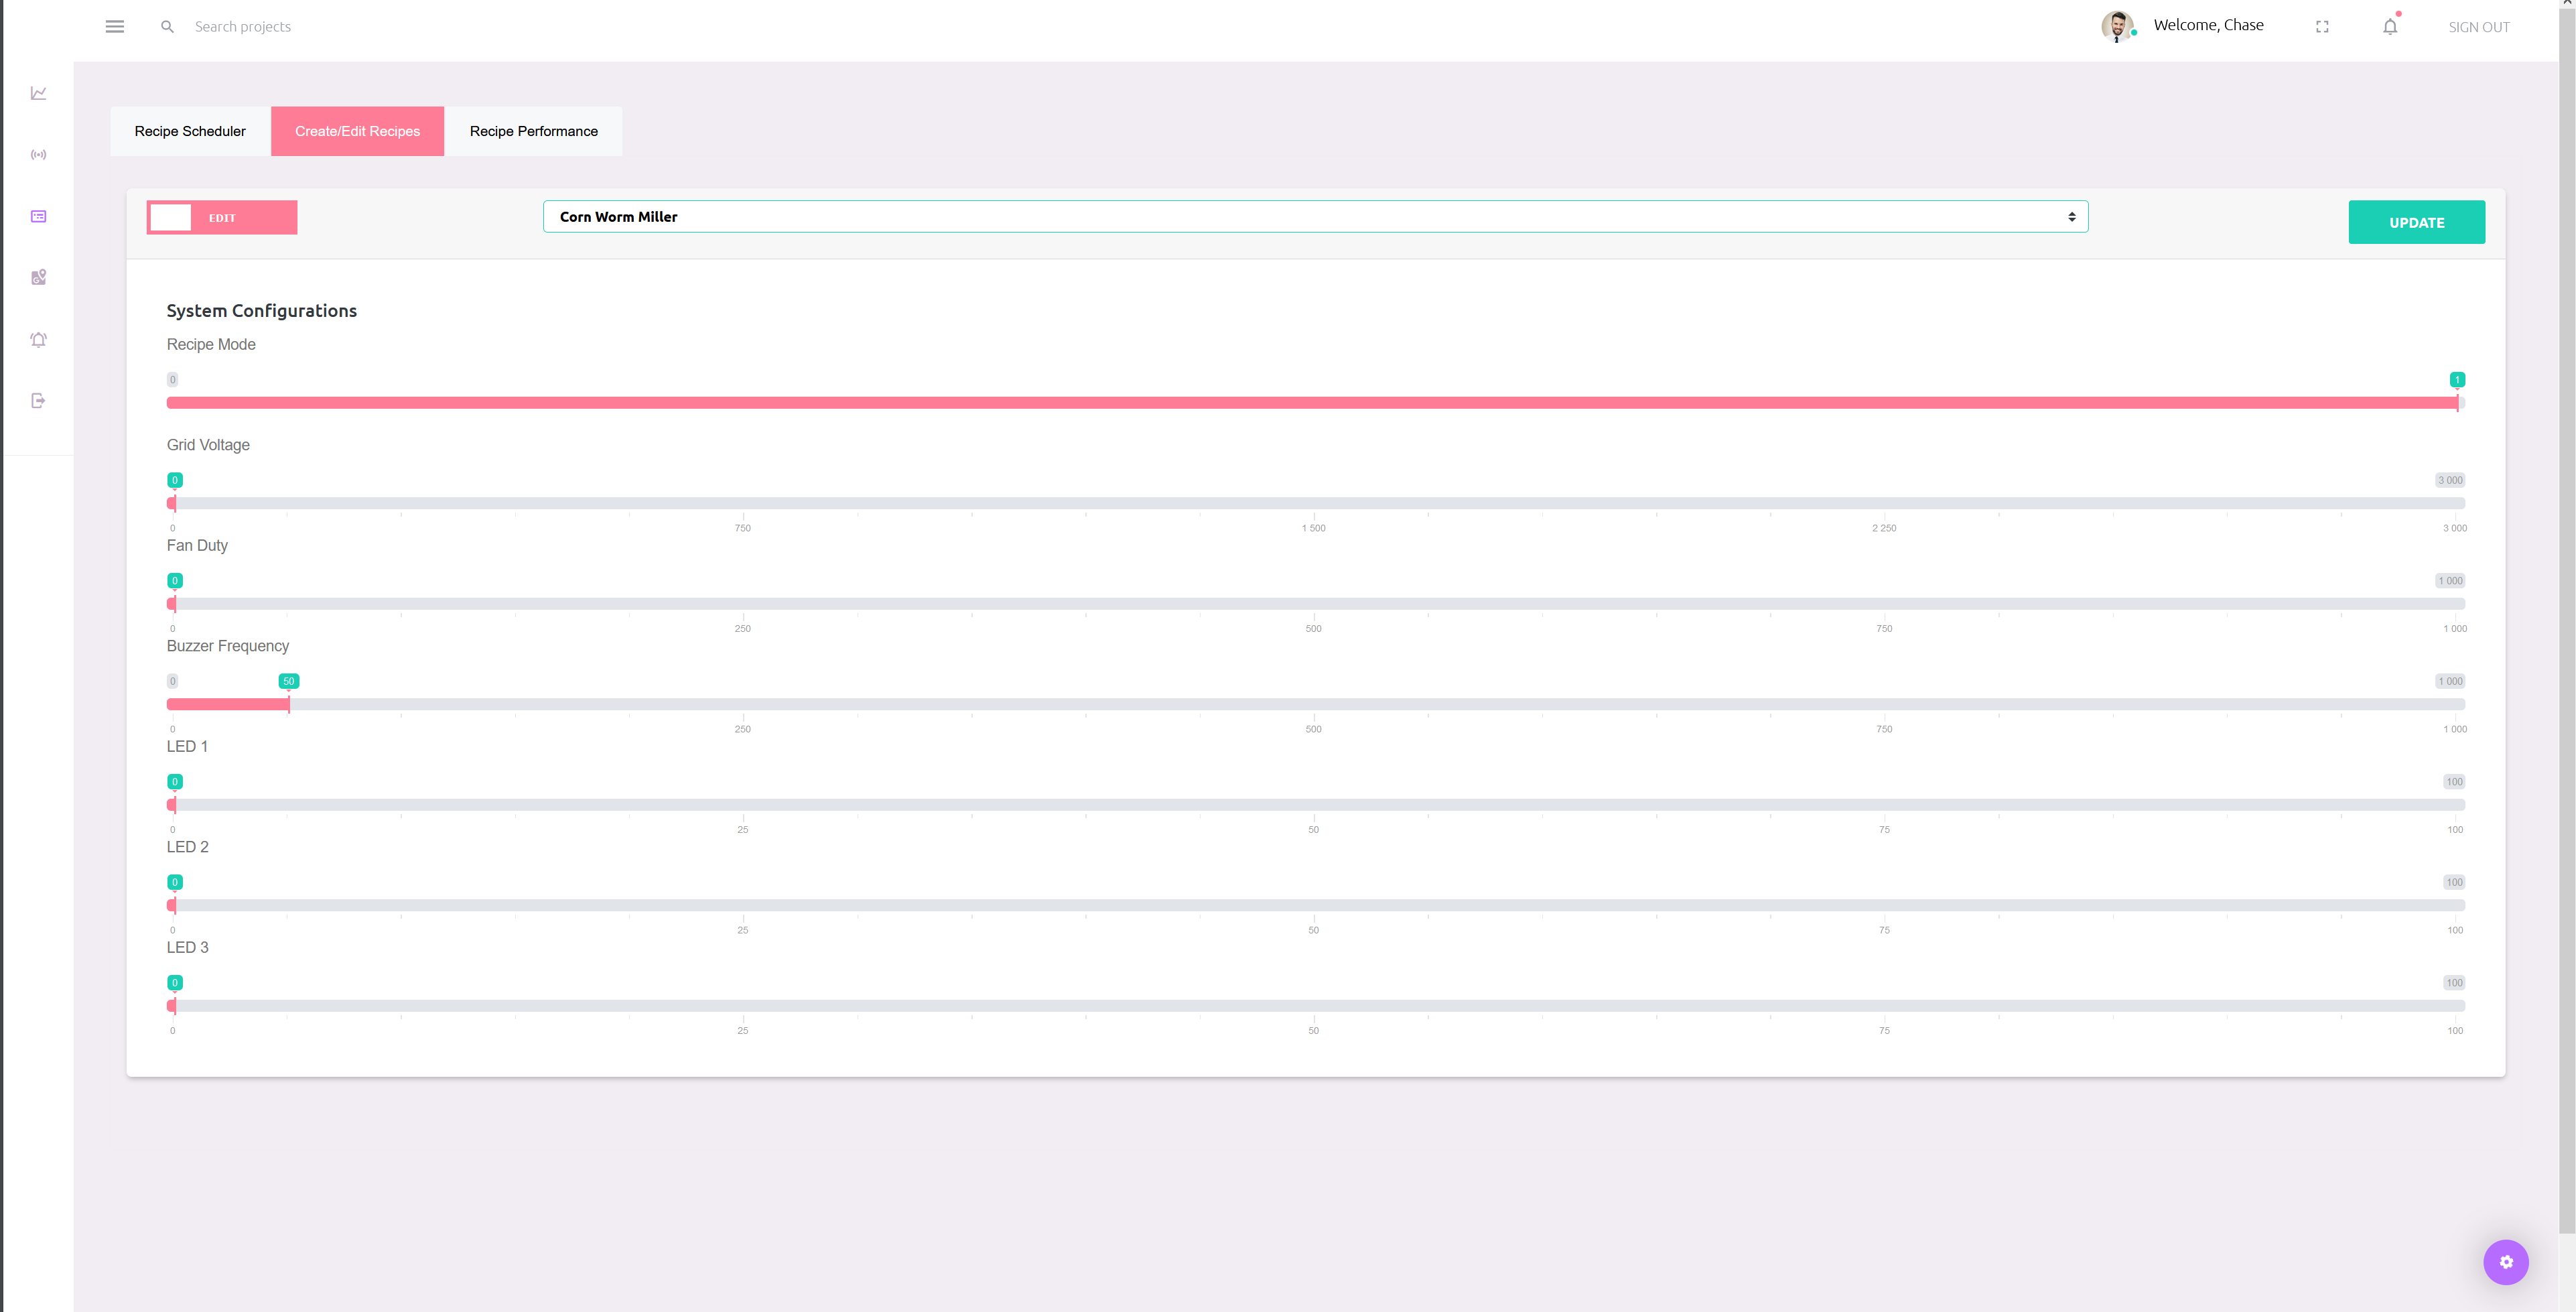 Search projects
Welcome, Chase
SIGN OUT
Recipe Scheduler
Create/Edit Recipes
Recipe Performance
EDIT
Corn Worm Miller
UPDATE
System Configurations
Recipe Mode
0 1
Grid Voltage
0 3 000
0 750 1 500 2 250 3 000
Fan Duty
0 1 000
0 250 500 750 1 000
Buzzer Frequency
0 50 1 000
0 250 500 750 1 000
LED 1
0 100
0 25 50 75 100
LED 2
0 100
0 25 50 75 100
LED 3
0 100
0 25 50 75 100